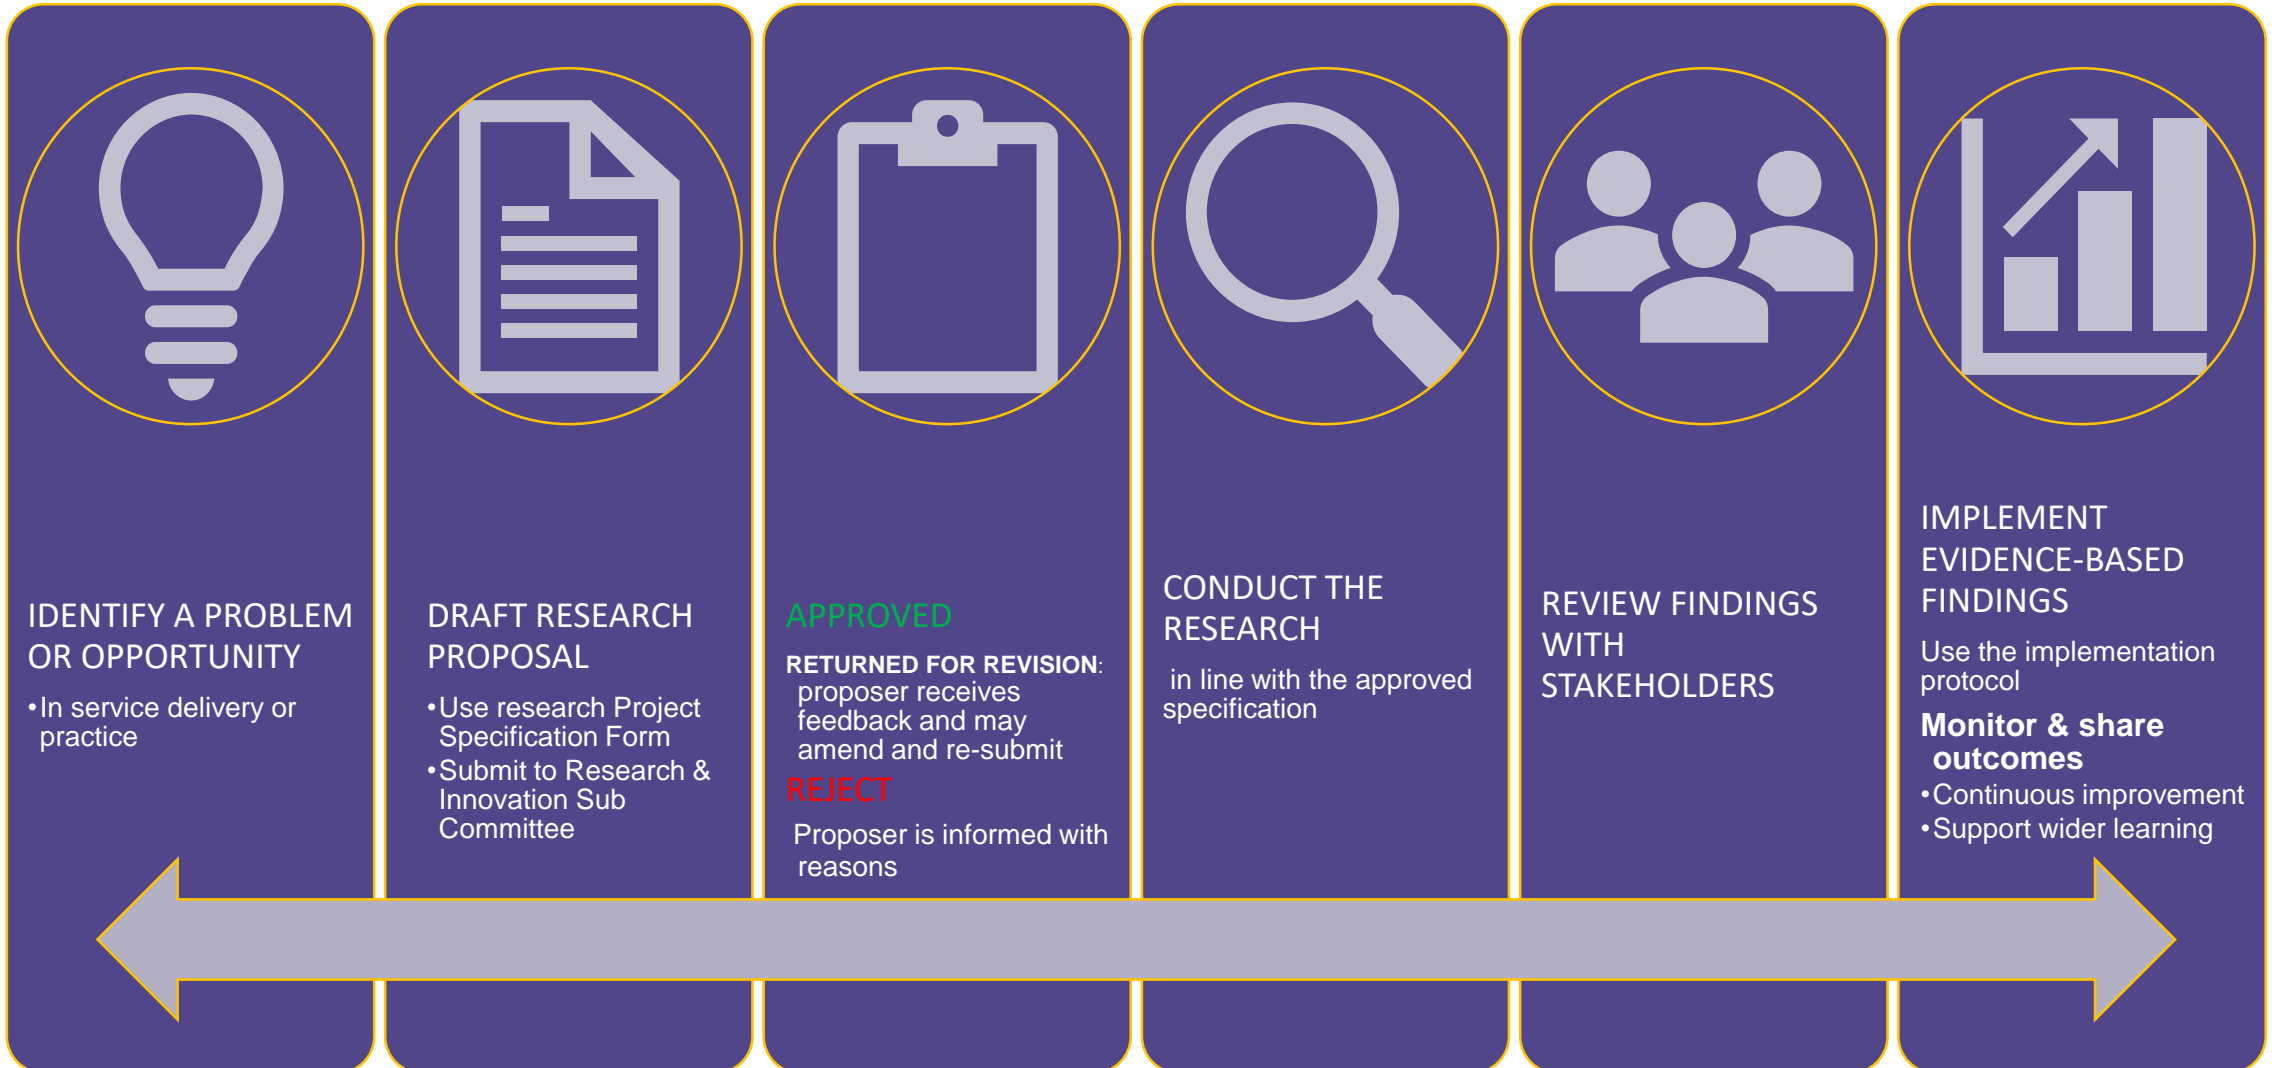 IDENTIFY A PROBLEM
OR OPPORTUNITY
•In service delivery or
practice
DRAFT RESEARCH
PROPOSAL
•Use research Project
Specification Form
•Submit to Research &
Innovation Sub
Committee
APPROVED
RETURNED FOR REVISION:
proposer receives
feedback and may
amend and re-submit
REJECT
Proposer is informed with
reasons
CONDUCT THE
RESEARCH
in line with the approved
specification
REVIEW FINDINGS
WITH
STAKEHOLDERS
IMPLEMENT
EVIDENCE-BASED
FINDINGS
Use the implementation
protocol
Monitor & share
outcomes
•Continuous improvement
•Support wider learning